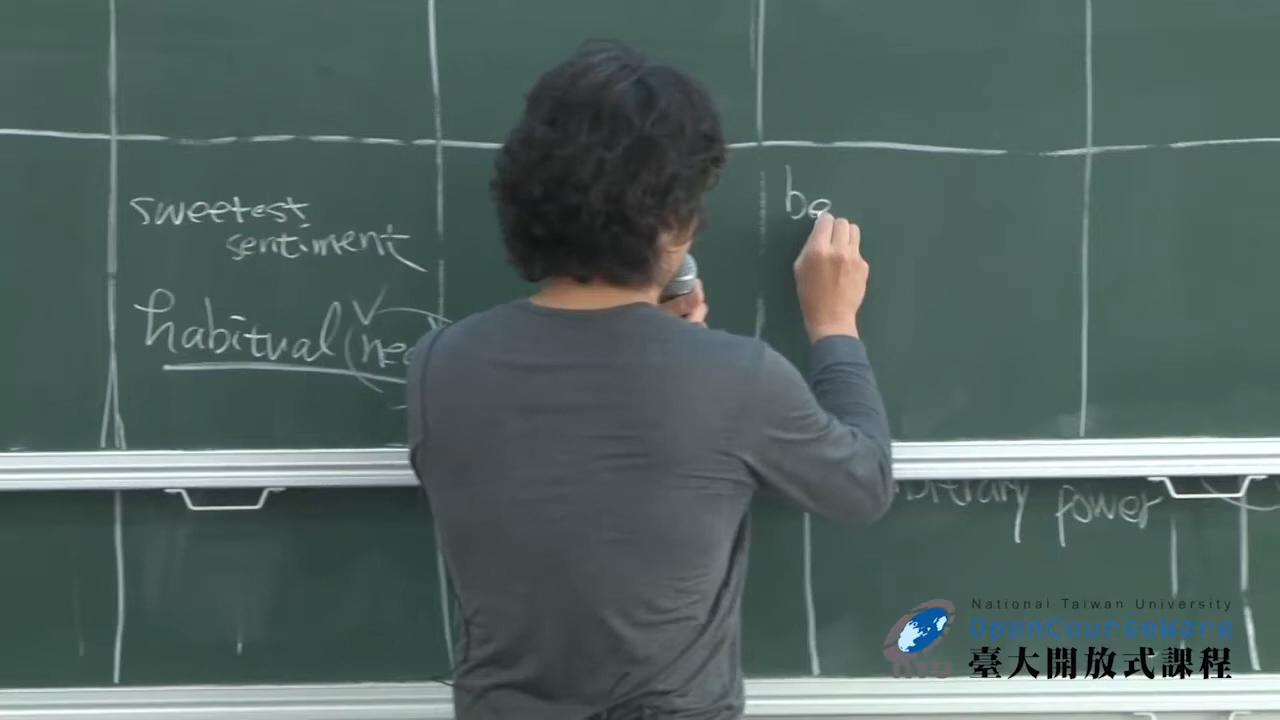 sweetest
sentiment
habitual
be
power
National Taiwan University
OpenCourseWare
臺大開放式課程